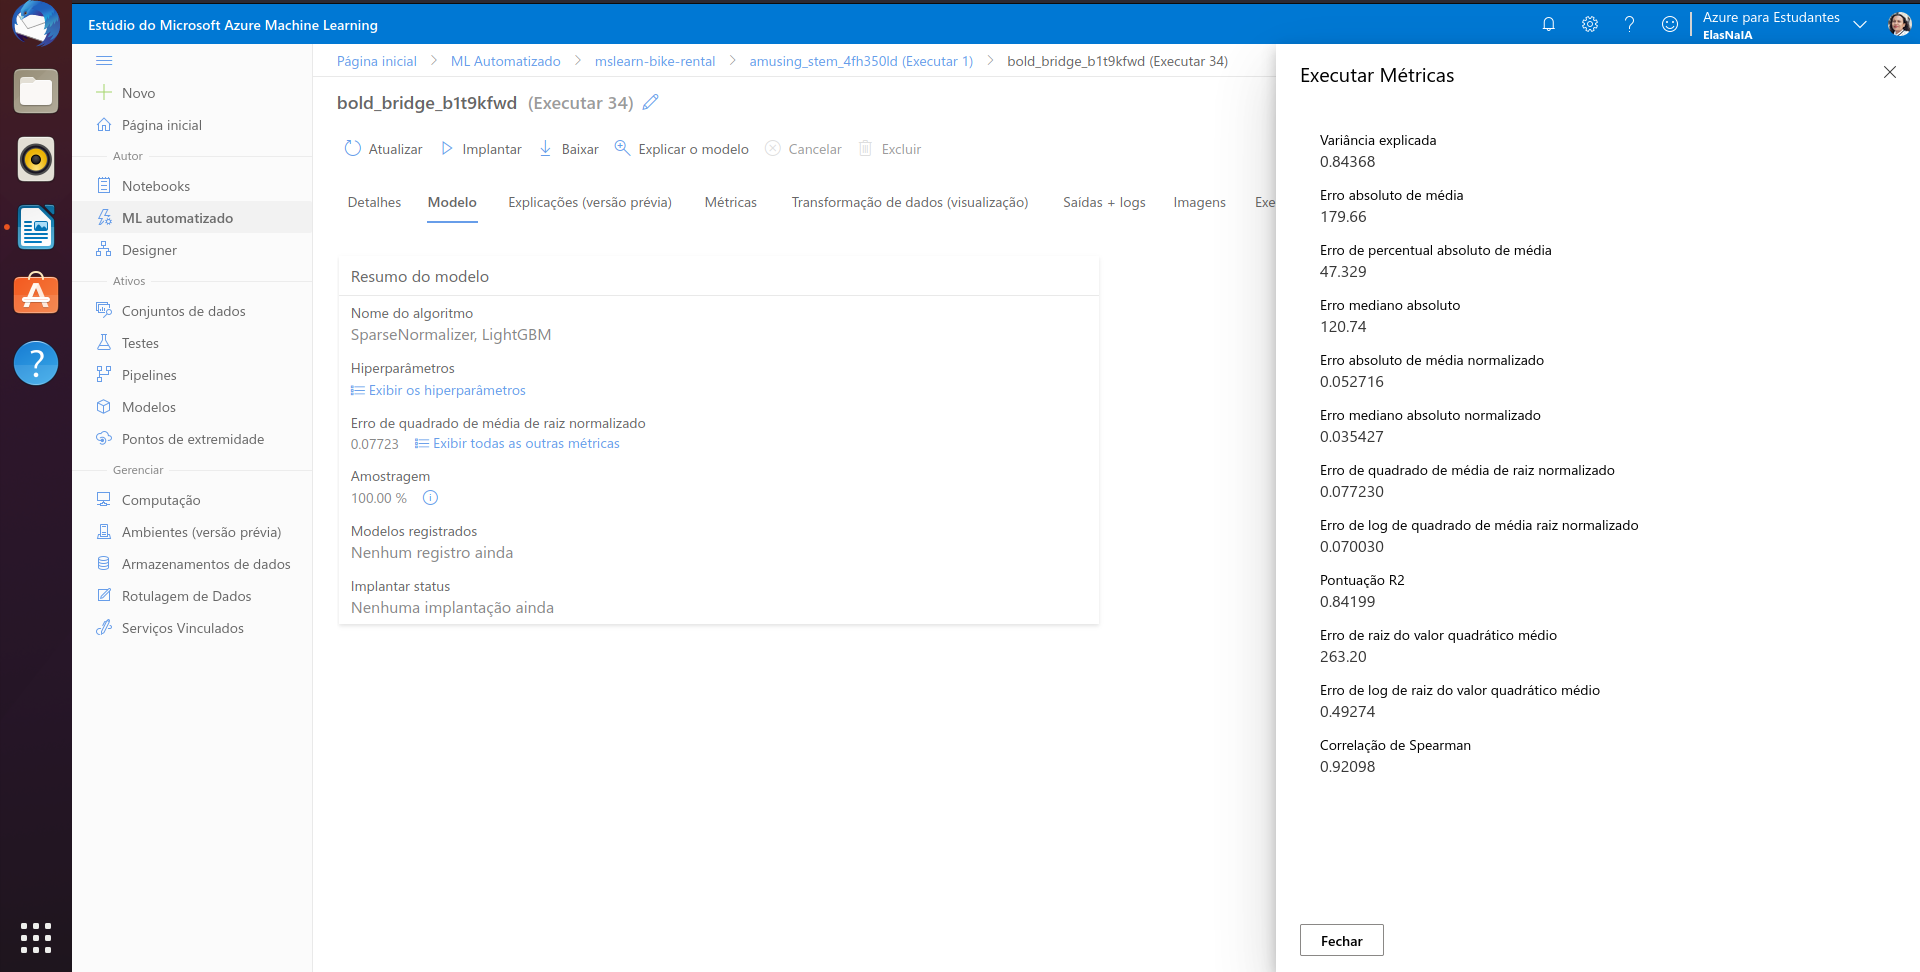 Estúdio do Microsoft Azure Machine Learning
Azure para Estudantes
ElasNaIA
Novo
Página inicial
Autor
Notebooks
ML automatizado
Designer
Ativos
Conjuntos de dados
Testes
Pipelines
Modelos
Pontos de extremidade
Gerenciar
Computação
Ambientes (versão prévia)
Armazenamentos de dados
Rotulagem de Dados
Serviços Vinculados
Página inicial > ML Automatizado > mslearn-bike-rental > amusing_stem_4fh350ld (Executar 1) > bold_bridge_b1t9kfwd (Executar 34)
bold_bridge_b1t9kfwd (Executar 34)
Atualizar Implantar Baixar Explicar o modelo Cancelar Excluir
Detalhes Modelo Explicações (versão prévia) Métricas Transformação de dados (visualização) Saídas + logs Imagens Exe
Resumo do modelo
Nome do algoritmo
SparseNormalizer, LightGBM
Hiperparâmetros
Exibir os hiperparâmetros
Erro de quadrado de média de raiz normalizado
0.07723 Exibir todas as outras métricas
Amostragem
100.00 %
Modelos registrados
Nenhum registro ainda
Implantar status
Nenhuma implantação ainda
Executar Métricas
Variância explicada
0.84368
Erro absoluto de média
179.66
Erro de percentual absoluto de média
47.329
Erro mediano absoluto
120.74
Erro absoluto de média normalizado
0.052716
Erro mediano absoluto normalizado
0.035427
Erro de quadrado de média de raiz normalizado
0.077230
Erro de log de quadrado de média raiz normalizado
0.070030
Pontuação R2
0.84199
Erro de raiz do valor quadrático médio
263.20
Erro de log de raiz do valor quadrático médio
0.49274
Correlação de Spearman
0.92098
Fechar